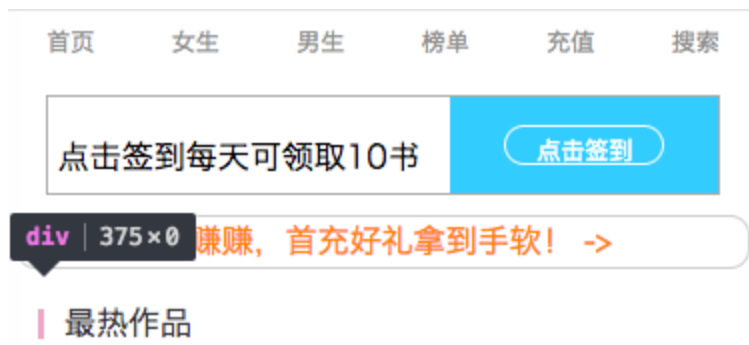 首页 女生 男生 榜单 充值 搜索
点击签到每天可领取10书 点击签到
div 375×0 赚赚，首充好礼拿到手软！ ->
最热作品